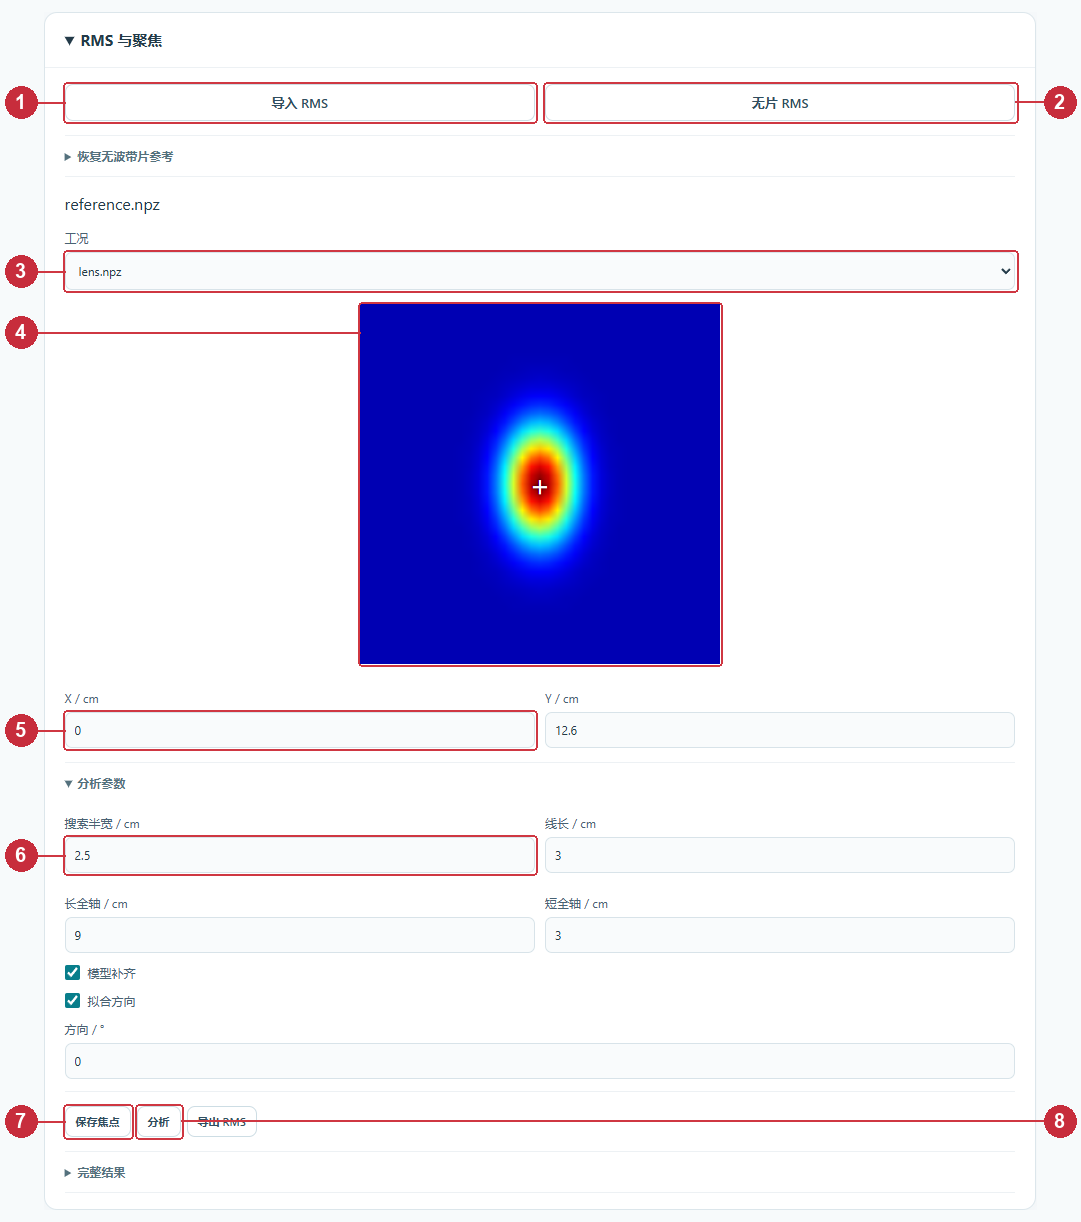 ▼ RMS 与聚焦
1 导入 RMS 无片 RMS 2
▶ 恢复无波带片参考
reference.npz
工况
3 lens.npz
4
X / cm Y / cm
5 0 12.6
▼ 分析参数
搜索半宽 / cm 线长 / cm
6 2.5 3
长全轴 / cm 短全轴 / cm
9 3
模型补齐
拟合方向
方向 / °
0
7 保存焦点 分析 导出 RMS 8
▶ 完整结果